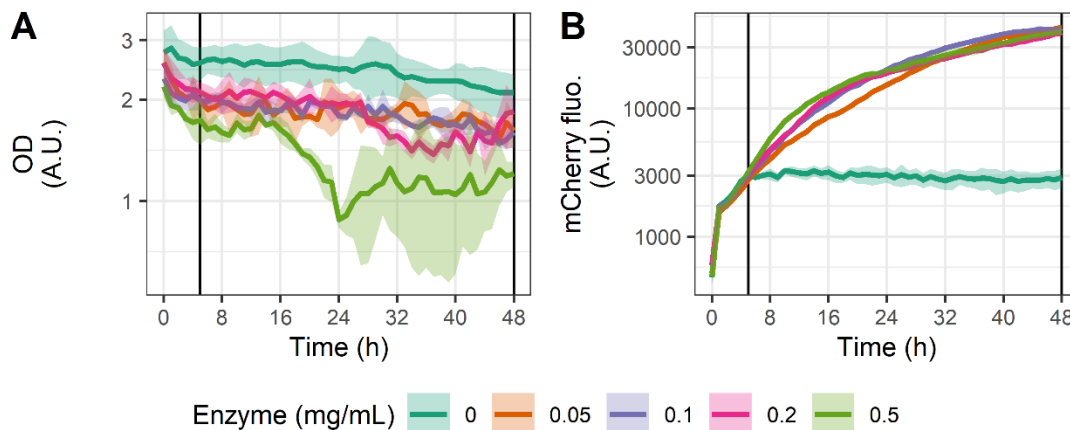 A
OD
(A.U.)
3
2
1
0
8
16
24
32
40
48
Time (h)
B
mCherry fluo.
(A.U.)
30000
10000
3000
1000
0
8
16
24
32
40
48
Time (h)
Enzyme (mg/mL) 0 0.05 0.1 0.2 0.5